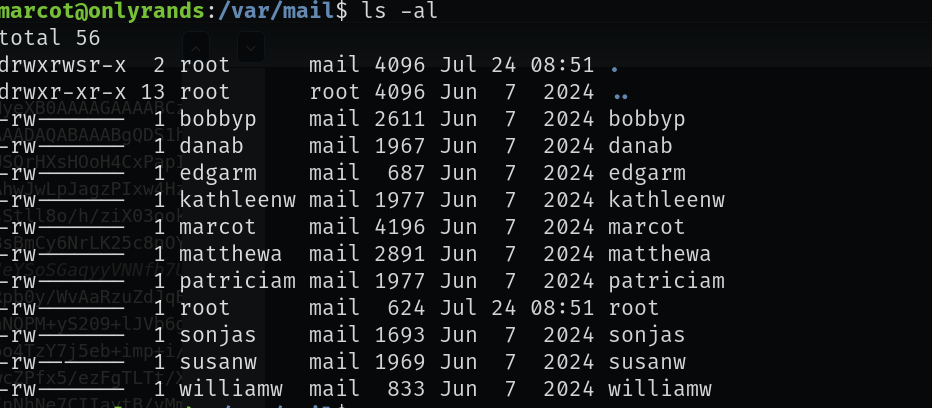 marcot@onlyrands:/var/mail$ ls -al
total 56
drwxrwsr-x  2 root      mail 4096 Jul 24 08:51 .
drwxr-xr-x 13 root      root 4096 Jun  7  2024 ..
-rw-------  1 bobbyp    mail 2611 Jun  7  2024 bobbyp
-rw-------  1 danab     mail 1967 Jun  7  2024 danab
-rw-------  1 edgarm    mail  687 Jun  7  2024 edgarm
-rw-------  1 kathleenw mail 1977 Jun  7  2024 kathleenw
-rw-------  1 marcot    mail 4196 Jun  7  2024 marcot
-rw-------  1 matthewa  mail 2891 Jun  7  2024 matthewa
-rw-------  1 patriciam mail 1977 Jun  7  2024 patriciam
-rw-------  1 root      mail  624 Jul 24 08:51 root
-rw-------  1 sonjas    mail 1693 Jun  7  2024 sonjas
-rw-------  1 susanw    mail 1969 Jun  7  2024 susanw
-rw-------  1 williamw  mail  833 Jun  7  2024 williamw